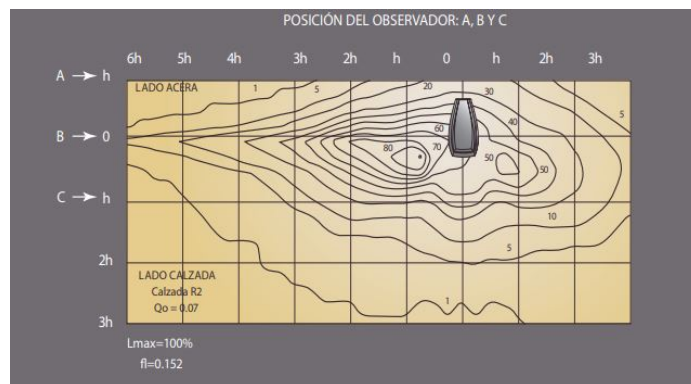 POSICIÓN DEL OBSERVADOR: A, B Y C
6h 5h 4h 3h 2h h 0 h 2h 3h
A → h
LADO ACERA
1
5
20
30
5
40
B → 0
60
70
80
50
50
C → h
10
5
2h
LADO CALZADA
Calzada R2
Qo = 0.07
1
3h
Lmax=100%
fl=0.152